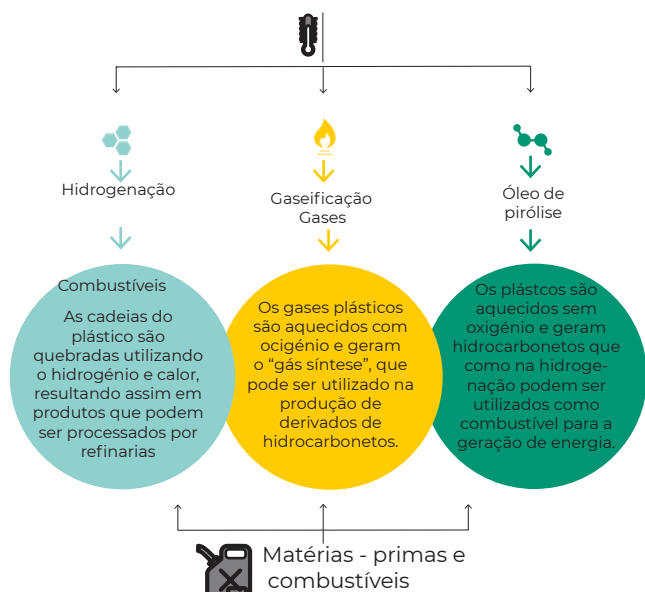 Hidrogenação
Gaseificação
Gases
Óleo de
pirólise
Combustíveis
As cadeias do
plástico são
quebradas utilizando
o hidrogénio e calor,
resultando assim em
produtos que podem
ser processados por
refinarias
Os gases plásticos
são aquecidos com
ocigénio e geram
o “gás síntese”, que
pode ser utilizado na
produção de
derivados de
hidrocarbonetos.
Os plástcos são
aquecidos sem
oxigénio e geram
hidrocarbonetos que
como na hidroge-
nação podem ser
utilizados como
combustível para a
geração de energia.
Matérias - primas e
combustíveis